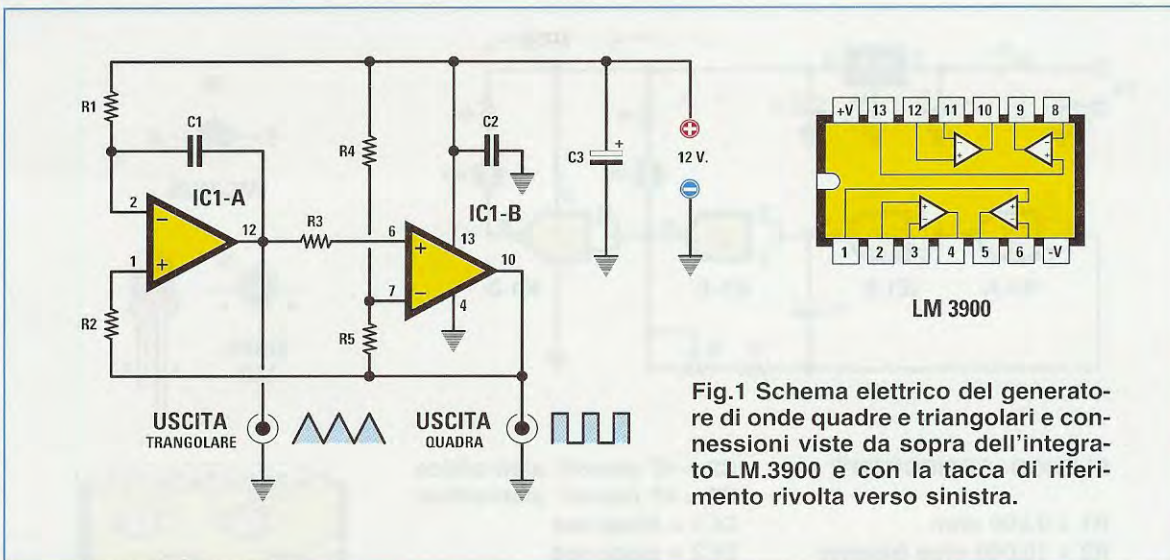 R1
C1
2
IC1-A
12
1
R2
R3
R4
6
7
R5
IC1-B
13
10
4
C2
C3
+
12 V.
USCITA
TRANGOLARE
USCITA
QUADRA
+V 13 12 11 10 9 8
1 2 3 4 5 6 -V
LM 3900
Fig.1 Schema elettrico del generato-
re di onde quadre e triangolari e con-
nessioni viste da sopra dell'integra-
to LM.3900 e con la tacca di riferi-
mento rivolta verso sinistra.